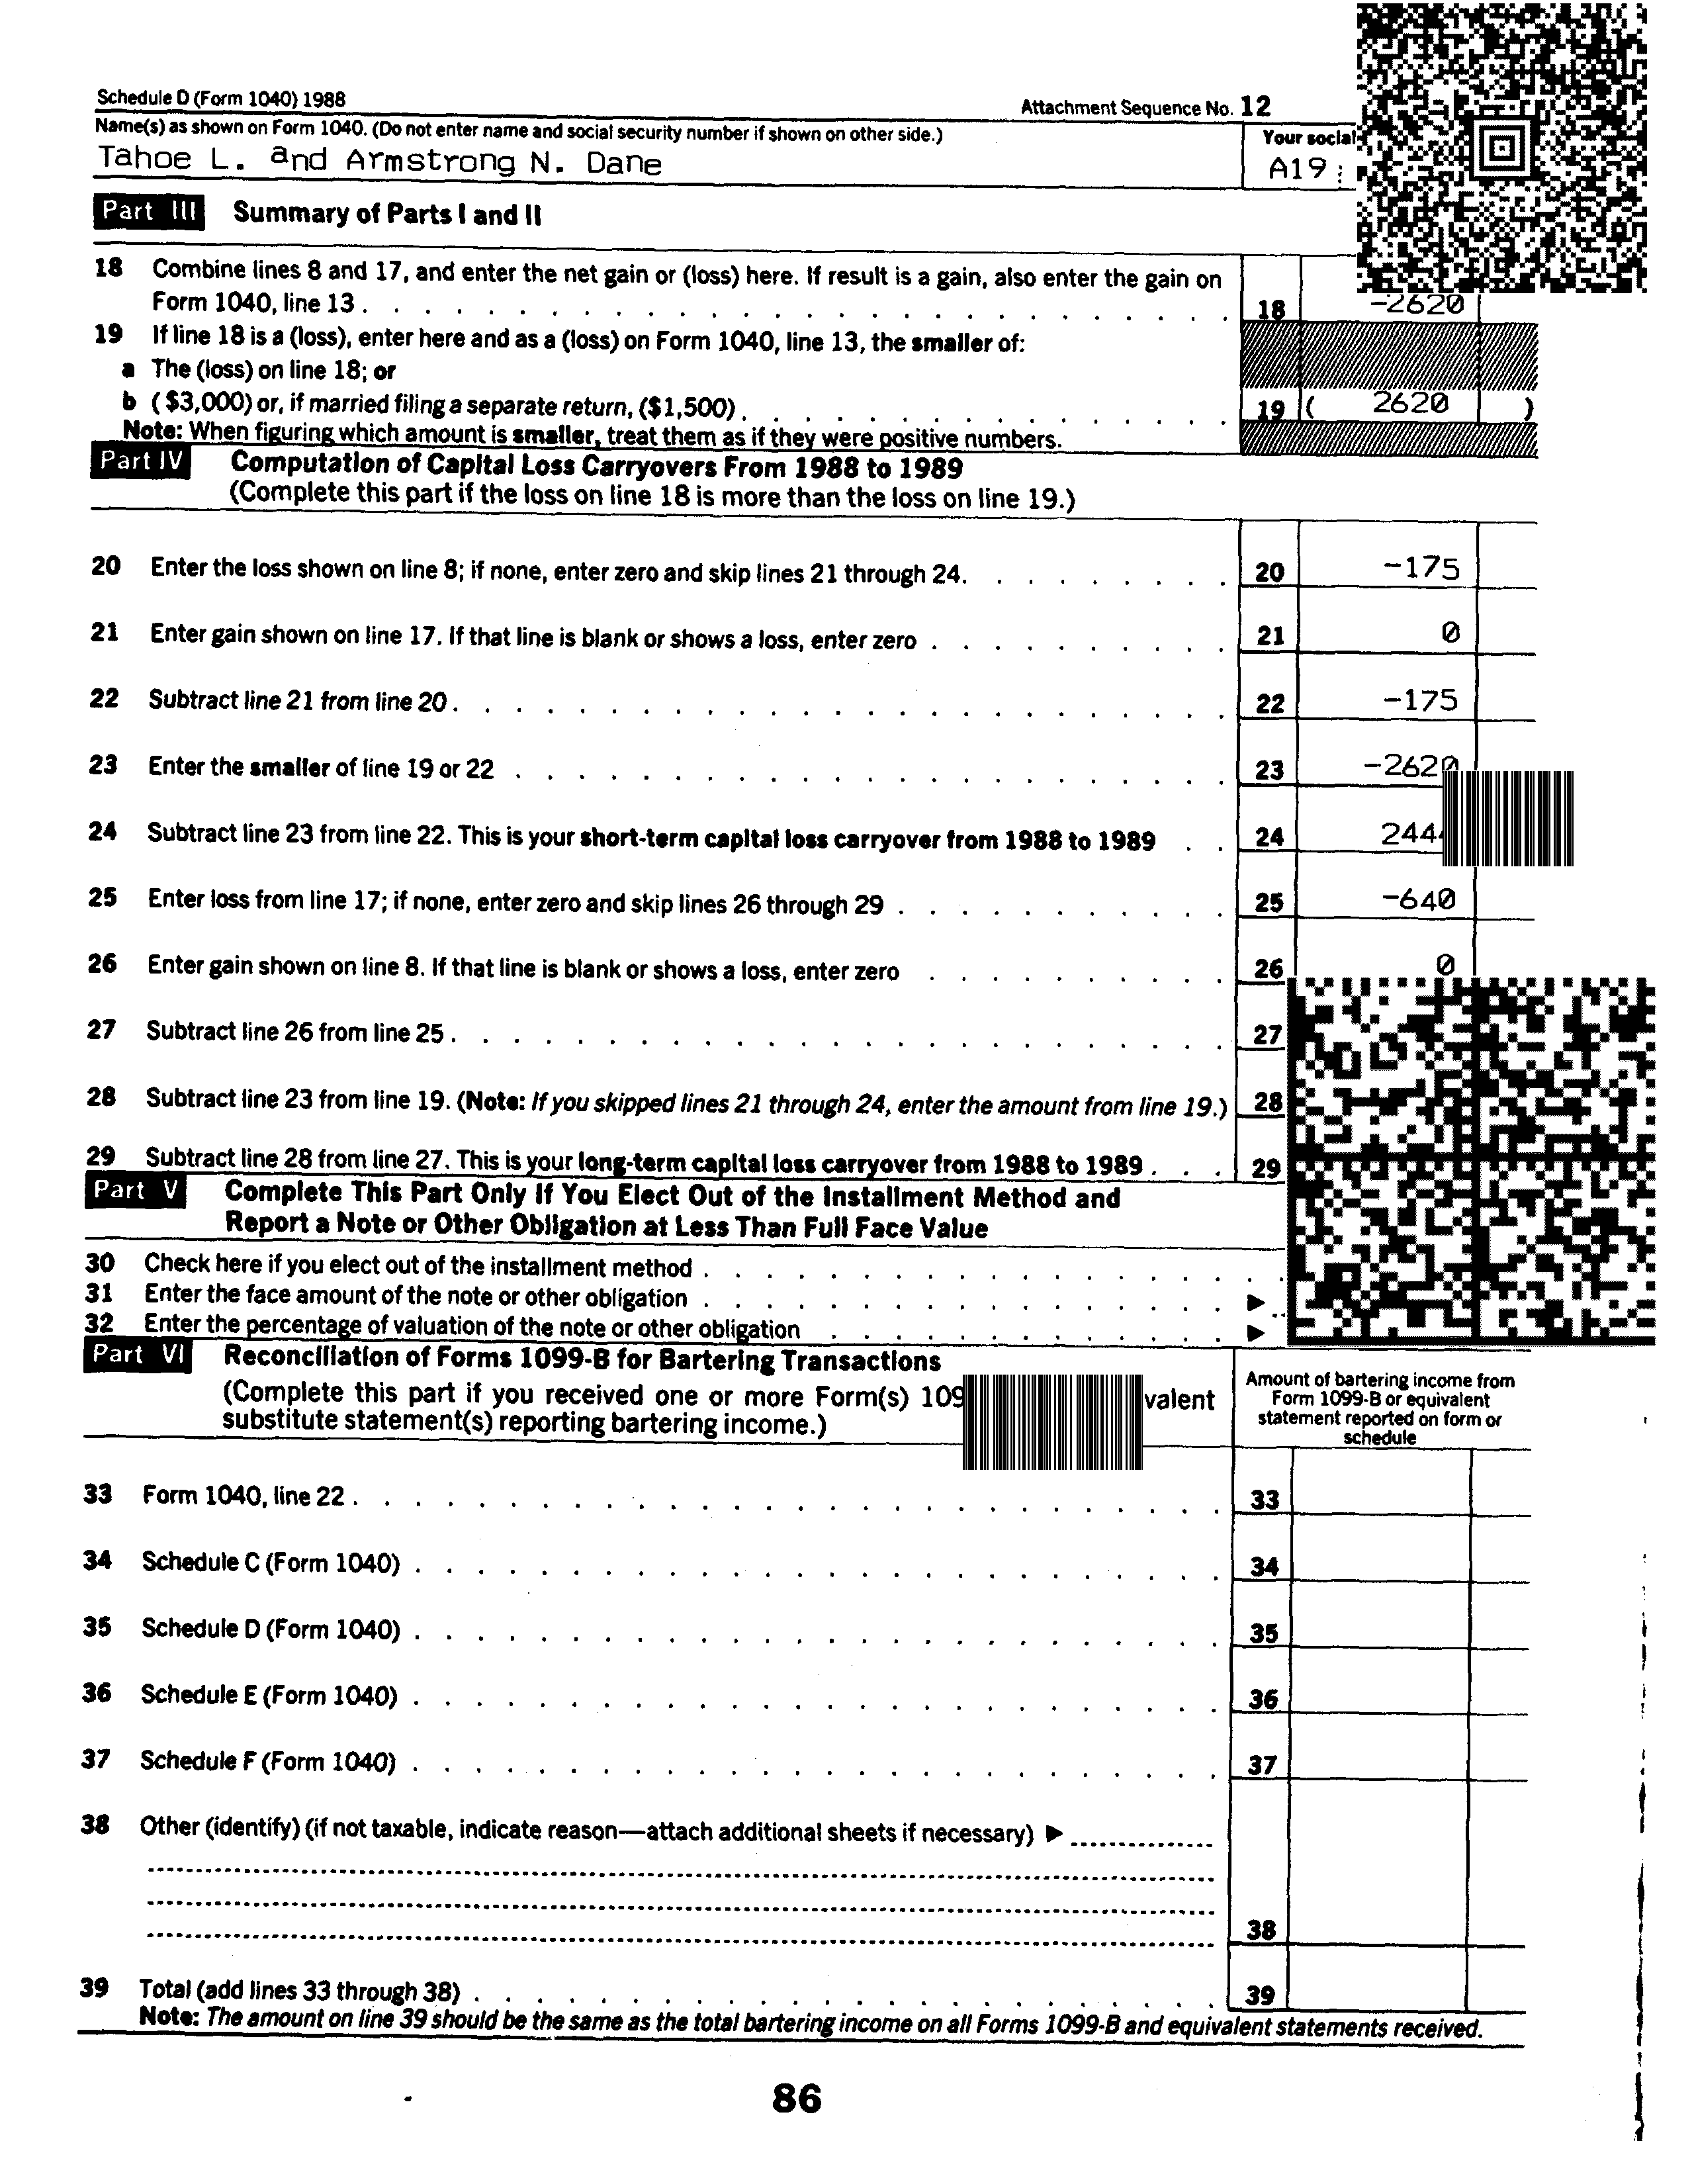 Schedule D (Form 1040) 1988
Attachment Sequence No. 12
Name(s) as shown on Form 1040. (Do not enter name and social security number if shown on other side.)
Your social
Tahoe L. and Armstrong N. Dane
A19
Part III Summary of Parts I and II
18 Combine lines 8 and 17, and enter the net gain or (loss) here. If result is a gain, also enter the gain on
Form 1040, line 13 . 18 -2620
19 If line 18 is a (loss), enter here and as a (loss) on Form 1040, line 13, the smaller of:
a The (loss) on line 18; or
b ($3,000) or, if married filing a separate return, ($1,500) . 19 ( 2620 )
Note: When figuring which amount is smaller, treat them as if they were positive numbers.
Part IV Computation of Capital Loss Carryovers From 1988 to 1989
(Complete this part if the loss on line 18 is more than the loss on line 19.)
20 Enter the loss shown on line 8; if none, enter zero and skip lines 21 through 24. 20 -175
21 Enter gain shown on line 17. If that line is blank or shows a loss, enter zero . 21 0
22 Subtract line 21 from line 20 . 22 -175
23 Enter the smaller of line 19 or 22 . 23 -2620
24 Subtract line 23 from line 22. This is your short-term capital loss carryover from 1988 to 1989 . 24 244
25 Enter loss from line 17; if none, enter zero and skip lines 26 through 29 . 25 -640
26 Enter gain shown on line 8. If that line is blank or shows a loss, enter zero . 26 0
27 Subtract line 26 from line 25 . 27
28 Subtract line 23 from line 19. (Note: If you skipped lines 21 through 24, enter the amount from line 19.) 28
29 Subtract line 28 from line 27. This is your long-term capital loss carryover from 1988 to 1989 . 29
Part V Complete This Part Only If You Elect Out of the Installment Method and
Report a Note or Other Obligation at Less Than Full Face Value
30 Check here if you elect out of the installment method .
31 Enter the face amount of the note or other obligation . ▶
32 Enter the percentage of valuation of the note or other obligation . ▶
Part VI Reconciliation of Forms 1099-B for Bartering Transactions
(Complete this part if you received one or more Form(s) 109 valent
substitute statement(s) reporting bartering income.)
Amount of bartering income from
Form 1099-B or equivalent
statement reported on form or
schedule
33 Form 1040, line 22 . 33
34 Schedule C (Form 1040) . 34
35 Schedule D (Form 1040) . 35
36 Schedule E (Form 1040) . 36
37 Schedule F (Form 1040) . 37
38 Other (identify) (if not taxable, indicate reason—attach additional sheets if necessary) ▶
38
39 Total (add lines 33 through 38) . 39
Note: The amount on line 39 should be the same as the total bartering income on all Forms 1099-B and equivalent statements received.
86